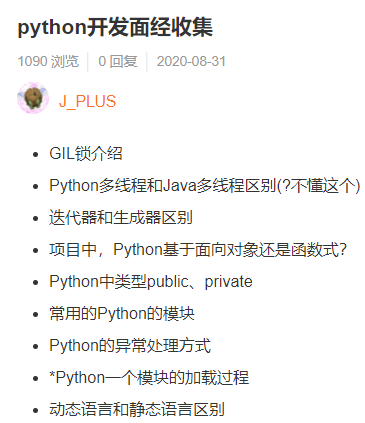 python开发面经收集
1090 浏览 0 回复 2020-08-31
J_PLUS
GIL锁介绍
Python多线程和Java多线程区别(?不懂这个)
迭代器和生成器区别
项目中，Python基于面向对象还是函数式？
Python中类型public、private
常用的Python的模块
Python的异常处理方式
*Python一个模块的加载过程
动态语言和静态语言区别